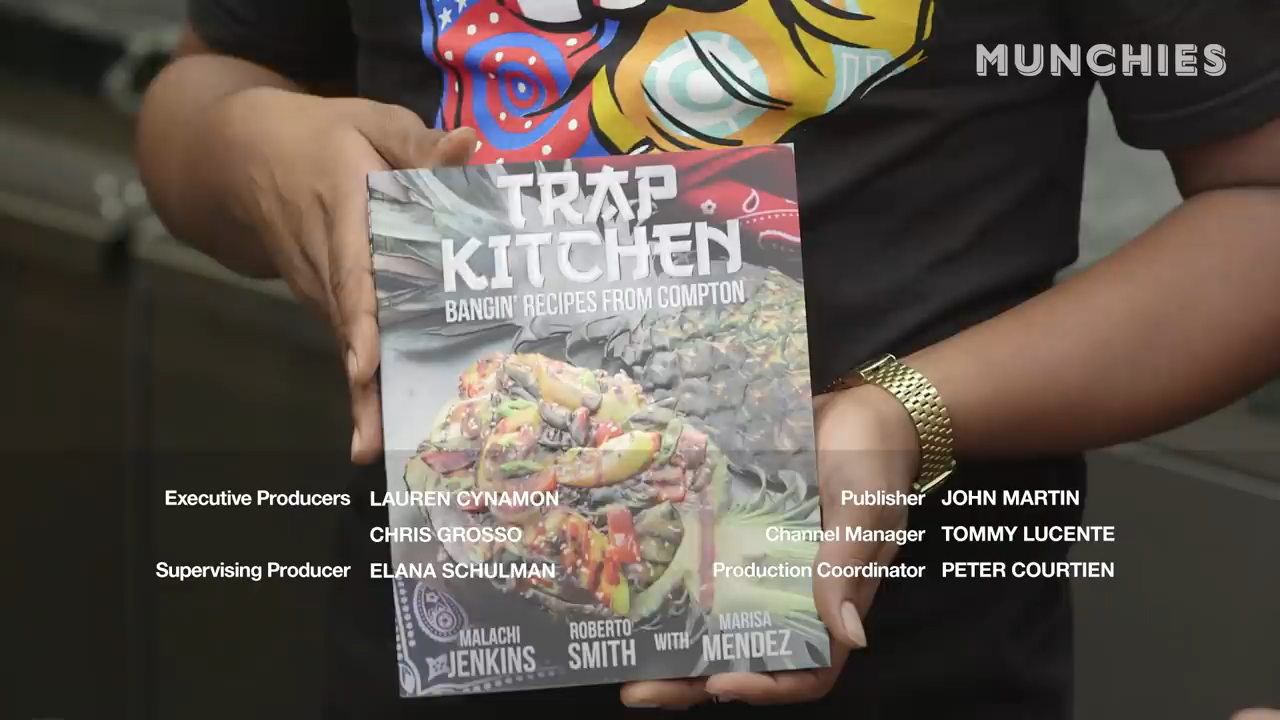 MUNCHIES
TRAP
KITCHEN
BANGIN' RECIPES FROM COMPTON
Executive Producers LAUREN CYNAMON
CHRIS GROSSO
Supervising Producer ELANA SCHULMAN
Publisher JOHN MARTIN
Channel Manager TOMMY LUCENTE
Production Coordinator PETER COURTIEN
MALACHI
JENKINS
ROBERTO
SMITH
WITH
MARISA
MENDEZ